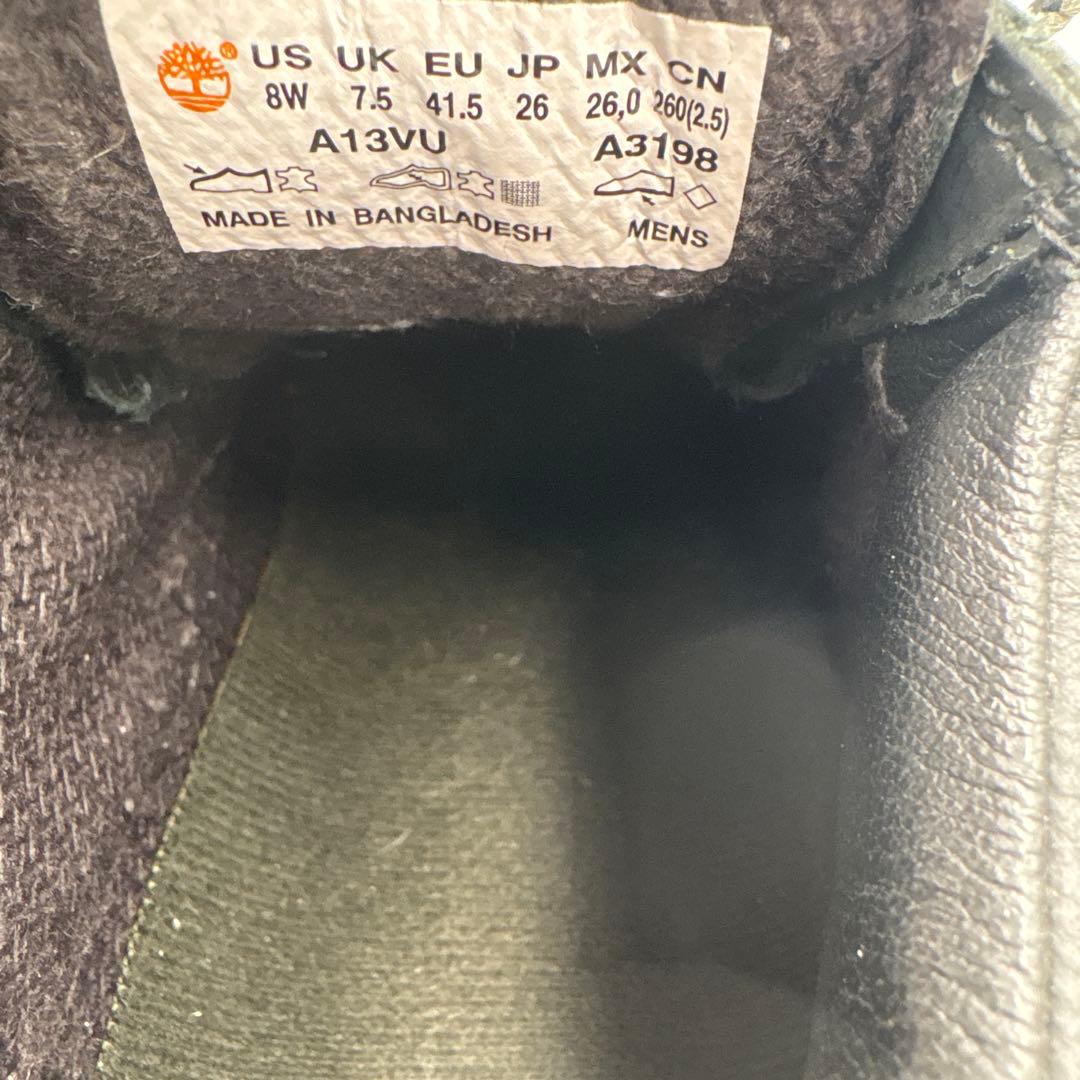 ® US UK EU JP MX CN
8W 7.5 41.5 26 26,0 260(2.5)
A13VU A3198
MADE IN BANGLADESH MENS